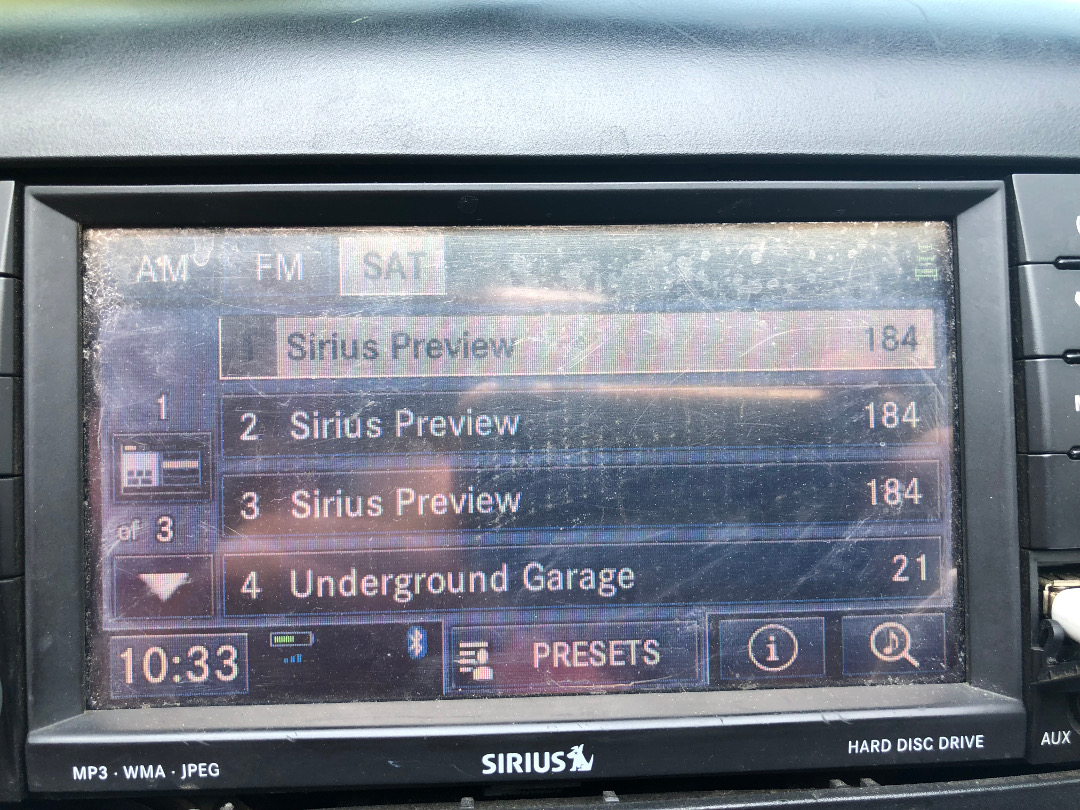 AM FM SAT
1 Sirius Preview 184
1
2 Sirius Preview 184
3 Sirius Preview 184
of 3
4 Underground Garage 21
10:33 PRESETS i
MP3 · WMA · JPEG SIRIUS HARD DISC DRIVE
AUX